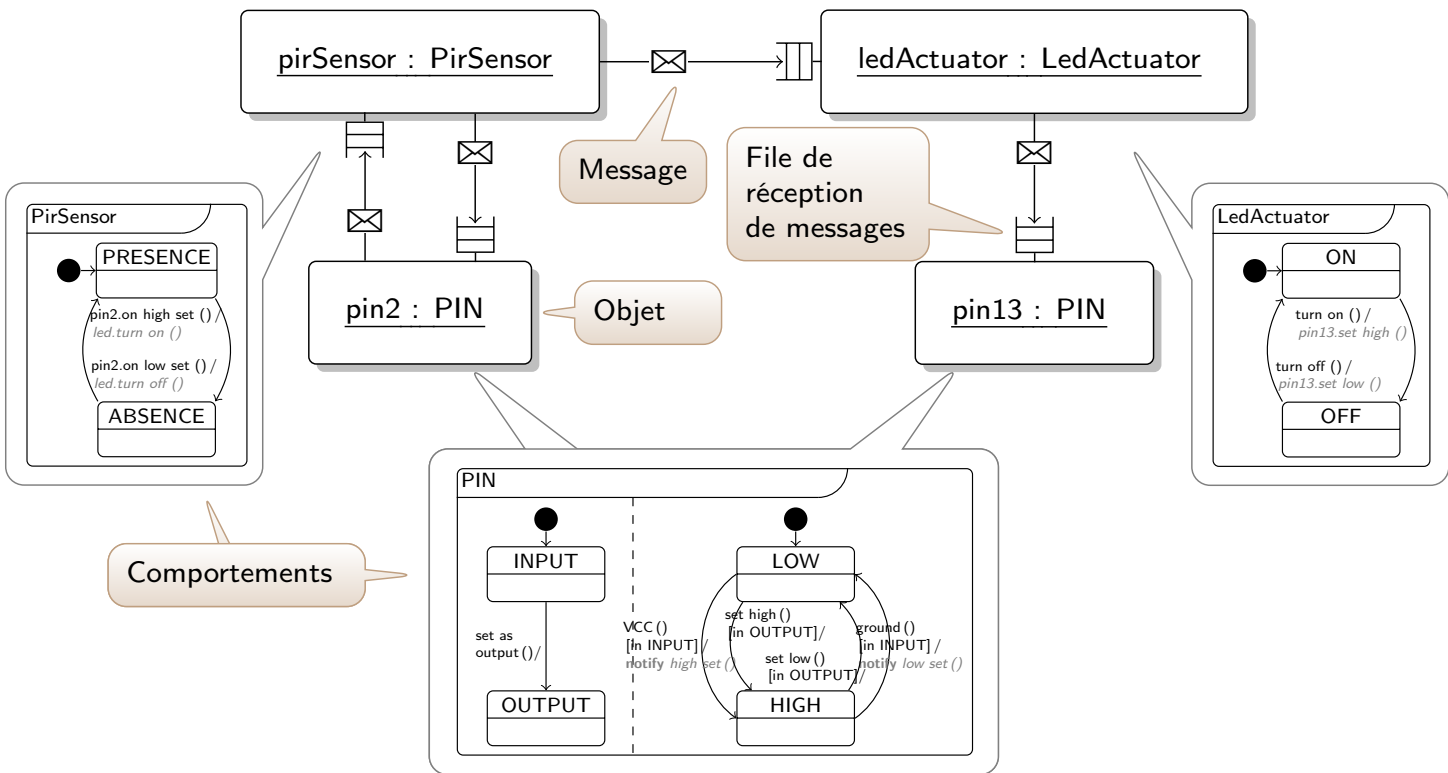 pirSensor : PirSensor
ledActuator : LedActuator
Message
File de
réception
de messages
PirSensor
PRESENCE
pin2.on high set () /
led.turn on ()
pin2.on low set () /
led.turn off ()
ABSENCE
pin2 : PIN
Objet
pin13 : PIN
LedActuator
ON
turn on () /
pin13.set high ()
turn off () /
pin13.set low ()
OFF
Comportements
PIN
INPUT
set as
output ()/
OUTPUT
LOW
VCC ()
[in INPUT] /
notify high set ()
set high ()
[in OUTPUT]/
set low ()
[in OUTPUT]/
ground ()
[in INPUT] /
notify low set ()
HIGH